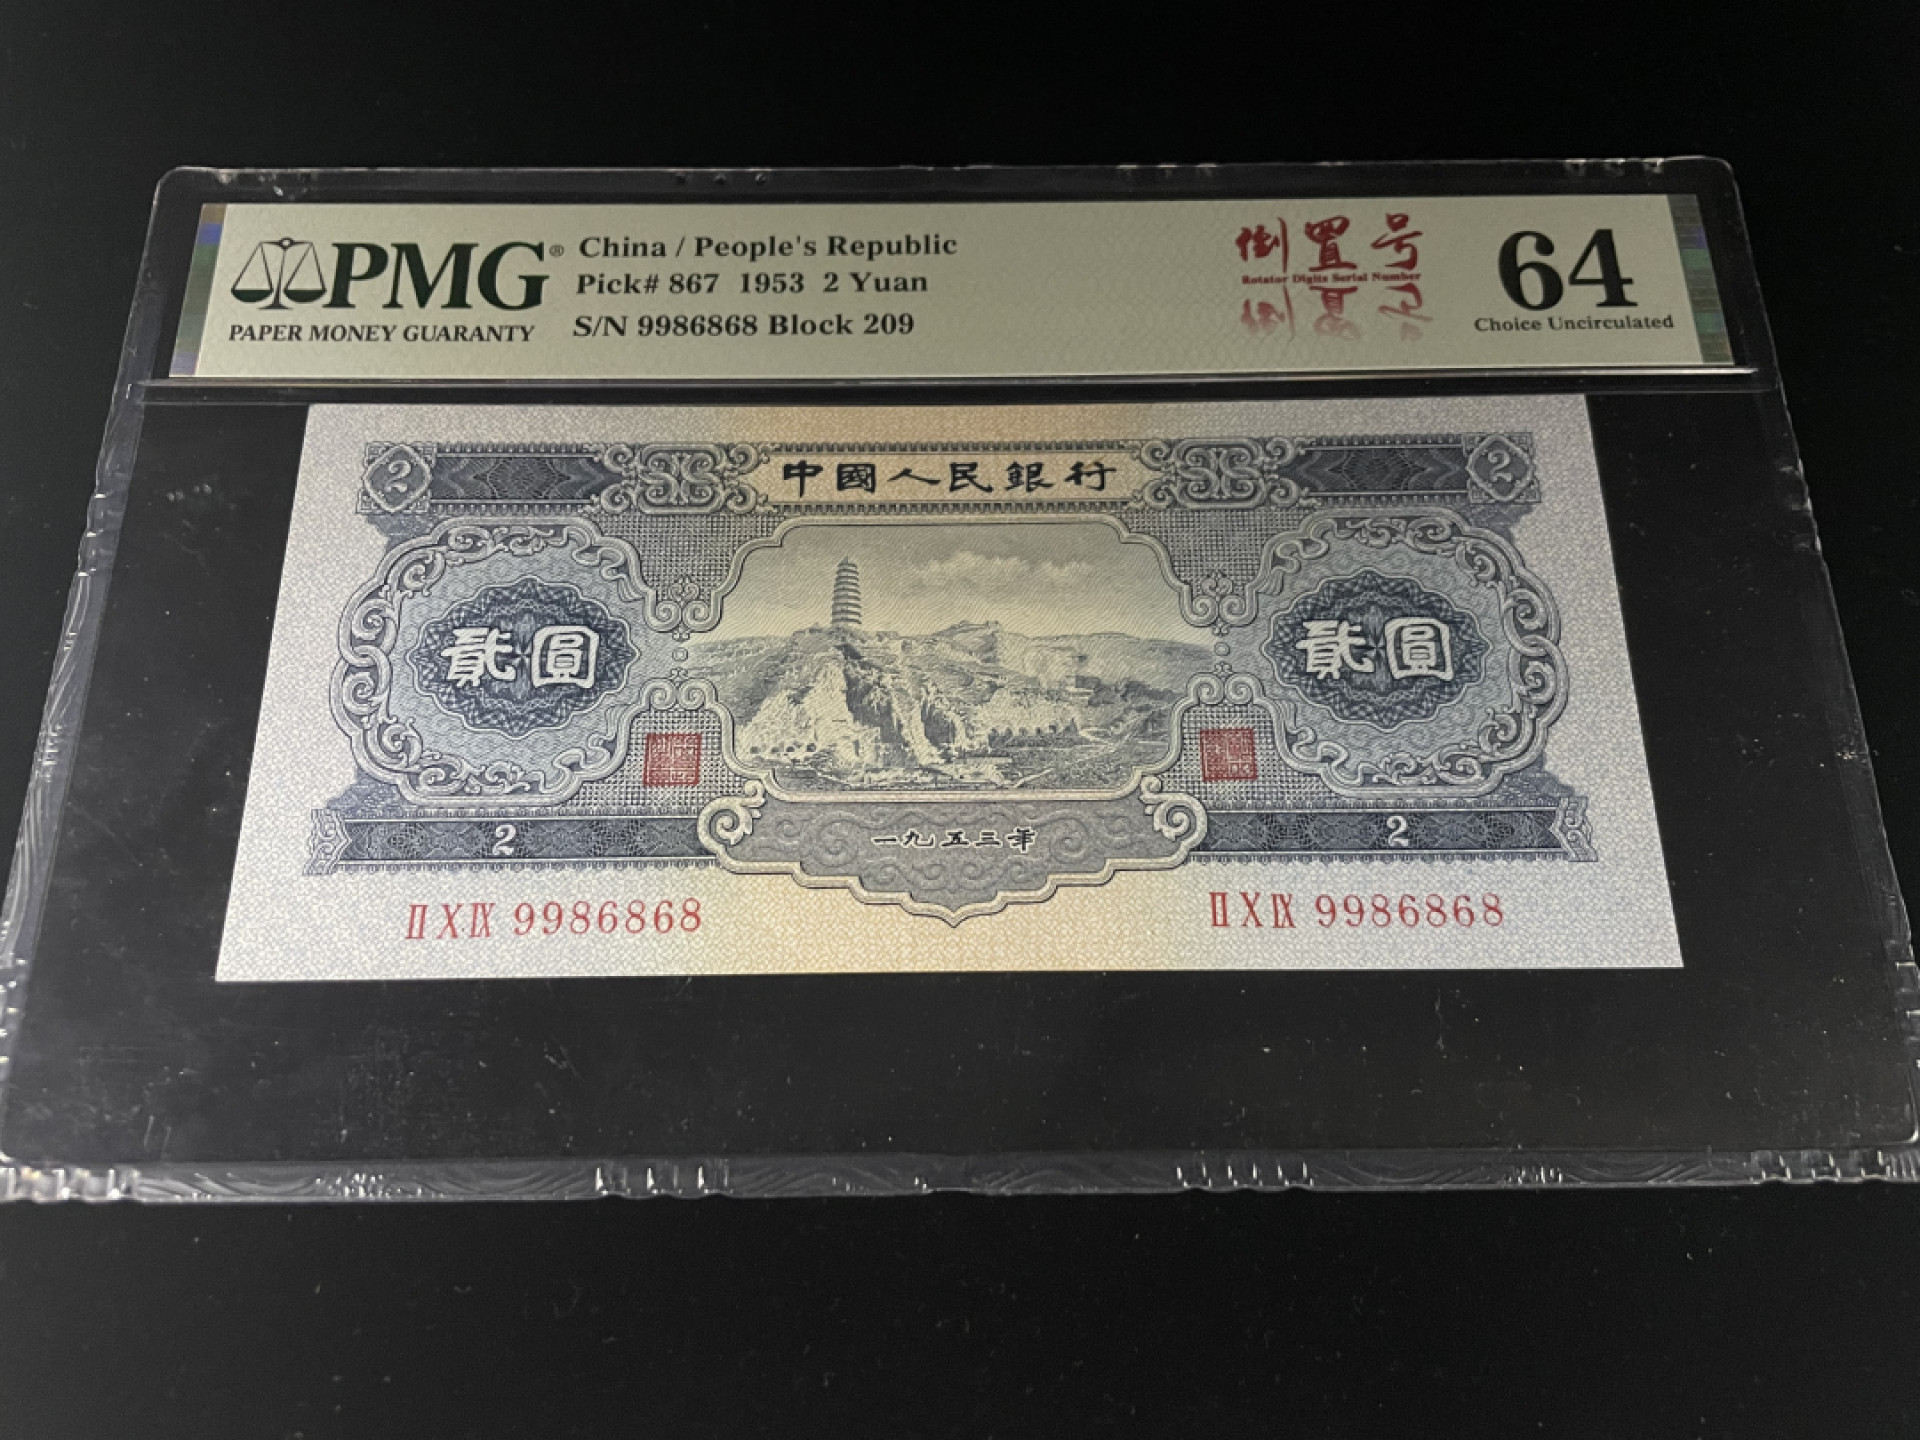 PMG®
PAPER MONEY GUARANTY
China / People's Republic
Pick# 867 1953 2 Yuan
S/N 9986868 Block 209
倒置号
Rotator Digits Serial Number
64
Choice Uncirculated
2 中國人民銀行 2
貳圓 貳圓
2 一九五三年 2
II X IX 9986868 II X IX 9986868